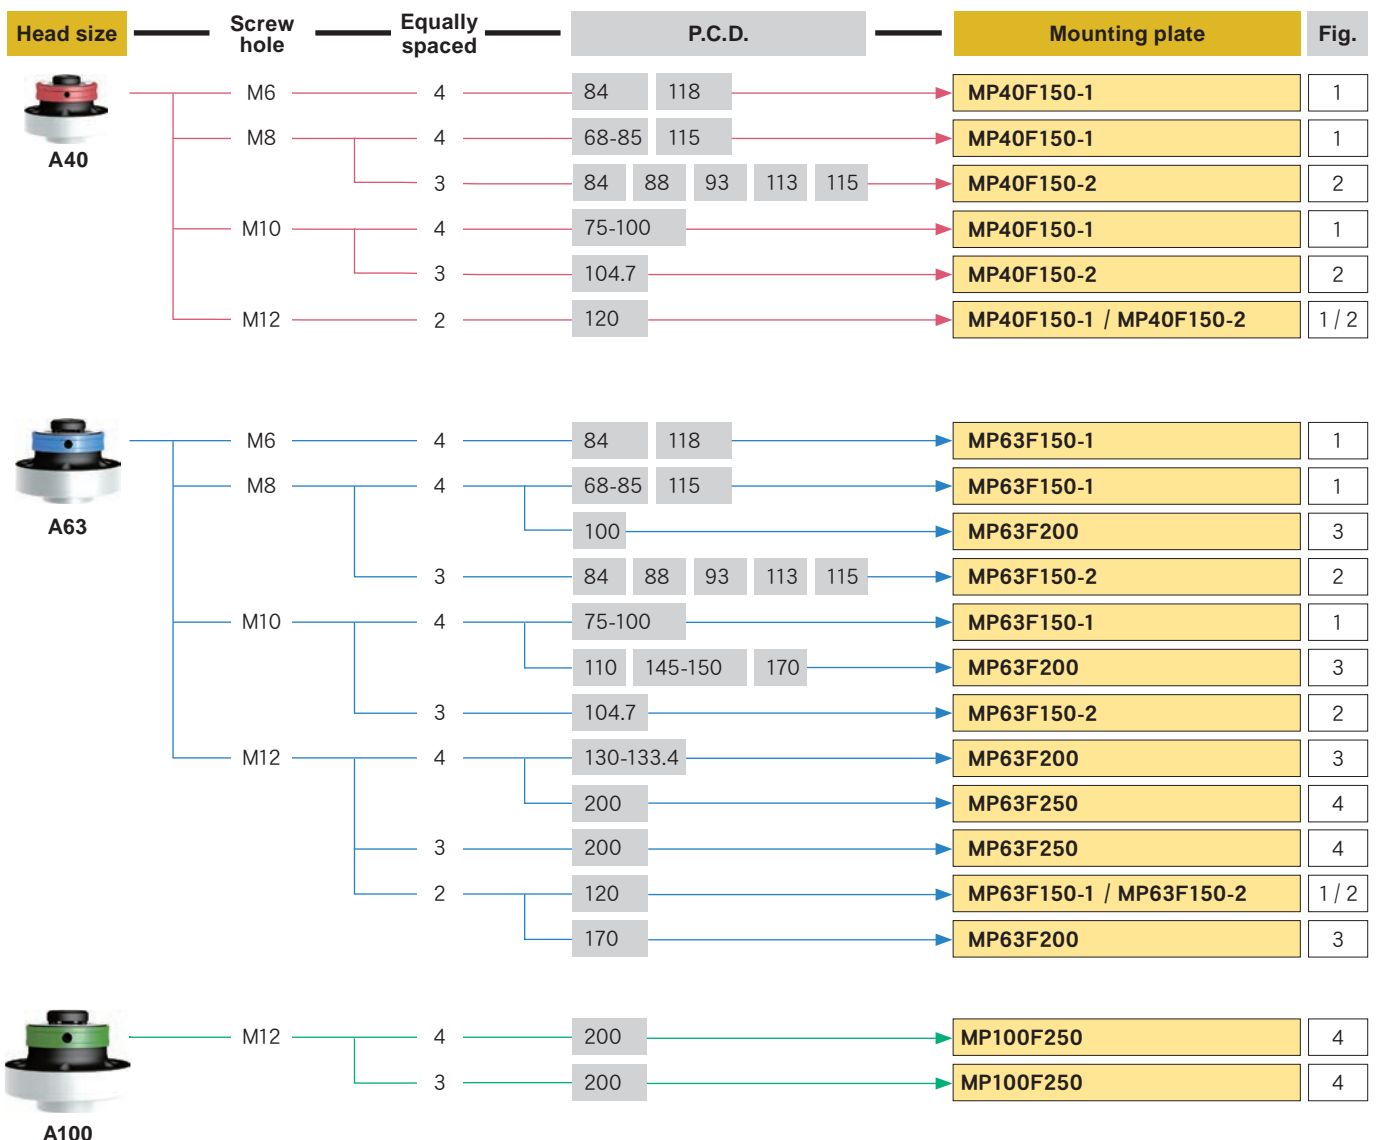 Head size Screw hole Equally spaced P.C.D. Mounting plate Fig.
M6 4 84 118 MP40F150-1 1
M8 4 68-85 115 MP40F150-1 1
A40
3 84 88 93 113 115 MP40F150-2 2
M10 4 75-100 MP40F150-1 1
3 104.7 MP40F150-2 2
M12 2 120 MP40F150-1 / MP40F150-2 1 / 2
M6 4 84 118 MP63F150-1 1
M8 4 68-85 115 MP63F150-1 1
A63
100 MP63F200 3
3 84 88 93 113 115 MP63F150-2 2
M10 4 75-100 MP63F150-1 1
110 145-150 170 MP63F200 3
3 104.7 MP63F150-2 2
M12 4 130-133.4 MP63F200 3
200 MP63F250 4
3 200 MP63F250 4
2 120 MP63F150-1 / MP63F150-2 1 / 2
170 MP63F200 3
M12 4 200 MP100F250 4
3 200 MP100F250 4
A100